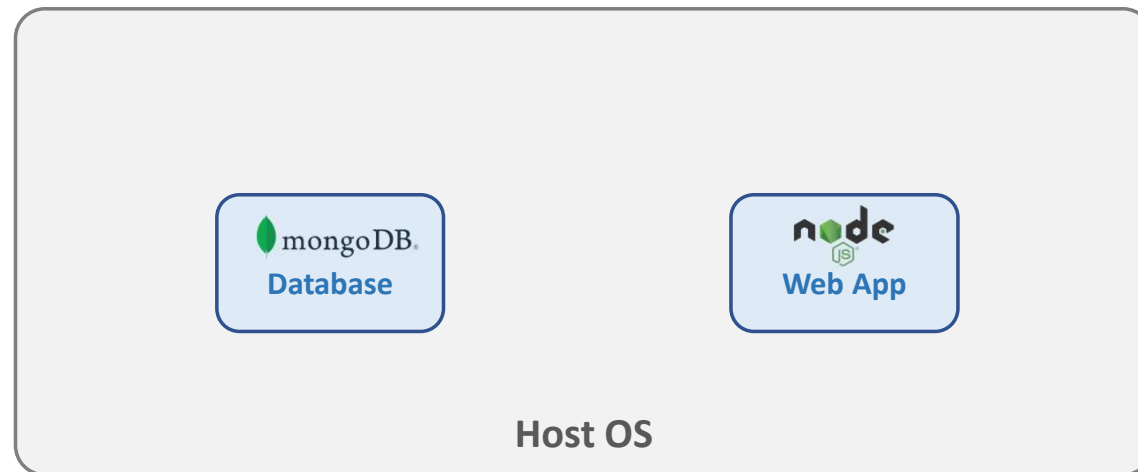 mongoDB.
Database
node
JS
Web App
Host OS